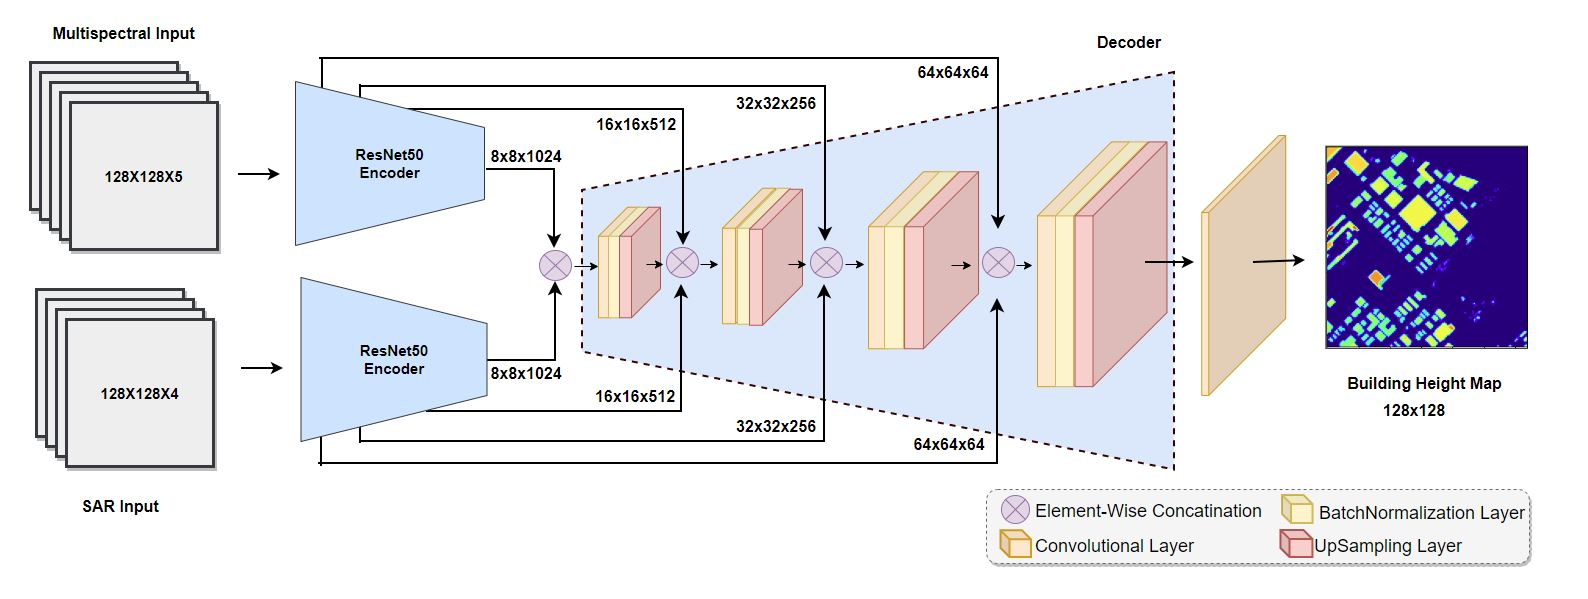 Multispectral Input
128X128X5
ResNet50
Encoder
8x8x1024
16x16x512
32x32x256
64x64x64
Decoder
SAR Input
128X128X4
ResNet50
Encoder
8x8x1024
16x16x512
32x32x256
64x64x64
Building Height Map
128x128
Element-Wise Concatination
BatchNormalization Layer
Convolutional Layer
UpSampling Layer